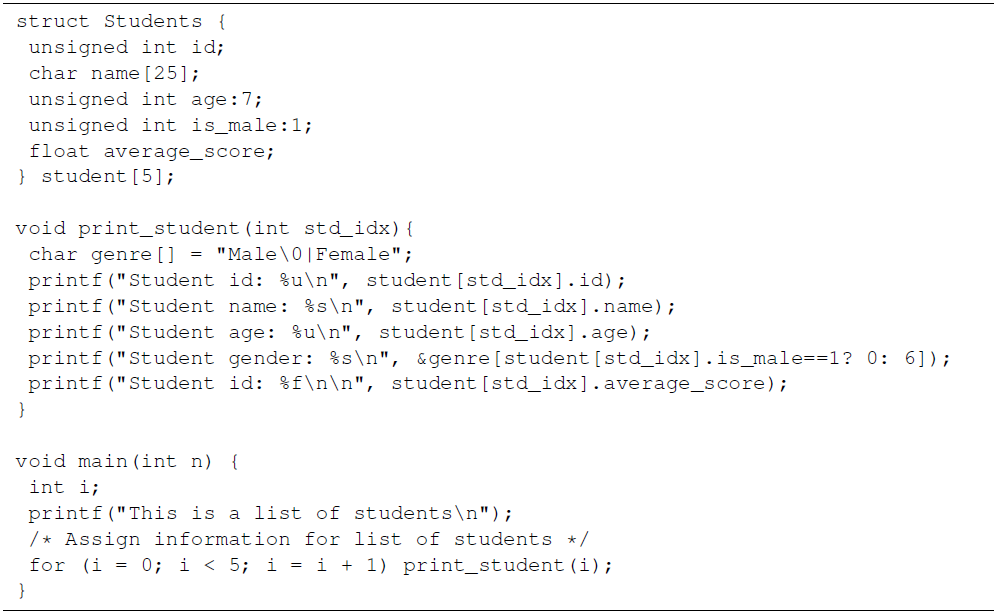 struct Students {
unsigned int id;
char name[25];
unsigned int age:7;
unsigned int is_male:1;
float average_score;
} student[5];
void print_student(int std_idx){
char genre[] = "Male\0|Female";
printf("Student id: %u\n", student[std_idx].id);
printf("Student name: %s\n", student[std_idx].name);
printf("Student age: %u\n", student[std_idx].age);
printf("Student gender: %s\n", &genre[student[std_idx].is_male==1? 0: 6]);
printf("Student id: %f\n\n", student[std_idx].average_score);
}
void main(int n) {
int i;
printf("This is a list of students\n");
/* Assign information for list of students */
for (i = 0; i < 5; i = i + 1) print_student(i);
}